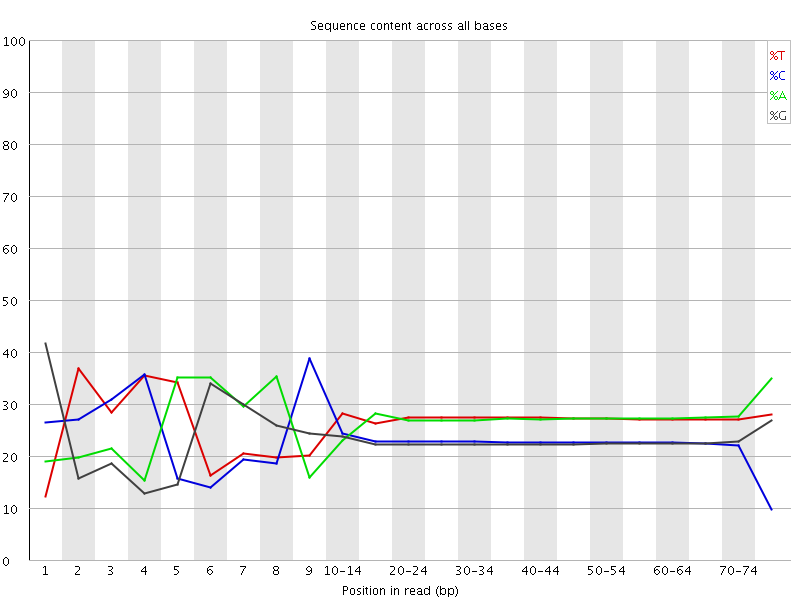 Sequence content across all bases
100
90
80
70
60
50
40
30
20
10
0
%T
%C
%A
%G
1 2 3 4 5 6 7 8 9 10-14 20-24 30-34 40-44 50-54 60-64 70-74
Position in read (bp)